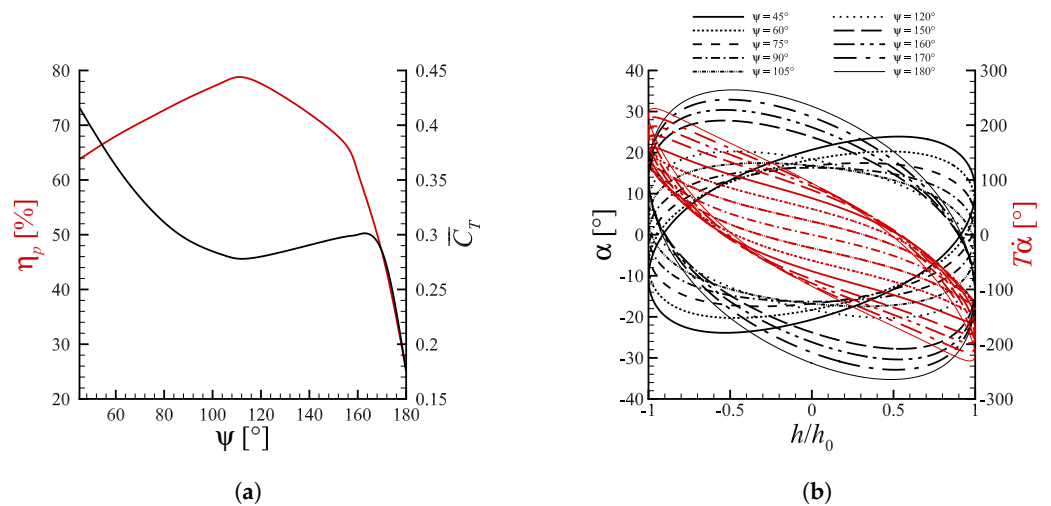 ψ = 45° ψ = 120°
ψ = 60° ψ = 150°
ψ = 75° ψ = 160°
ψ = 90° ψ = 170°
ψ = 105° ψ = 180°
80 0.45 40 300
70 0.4 30 200
60 0.35 20 100
50 0.3 10 0
40 0.25 0 -100
30 0.2 -10 -200
20 0.15 -20 -300
-30
-40
η_p [%]
C̅_T
α [°]
Tα̇ [°]
60 80 100 120 140 160 180
-1 -0.5 0 0.5 1
ψ [°]
h/h₀
(a) (b)